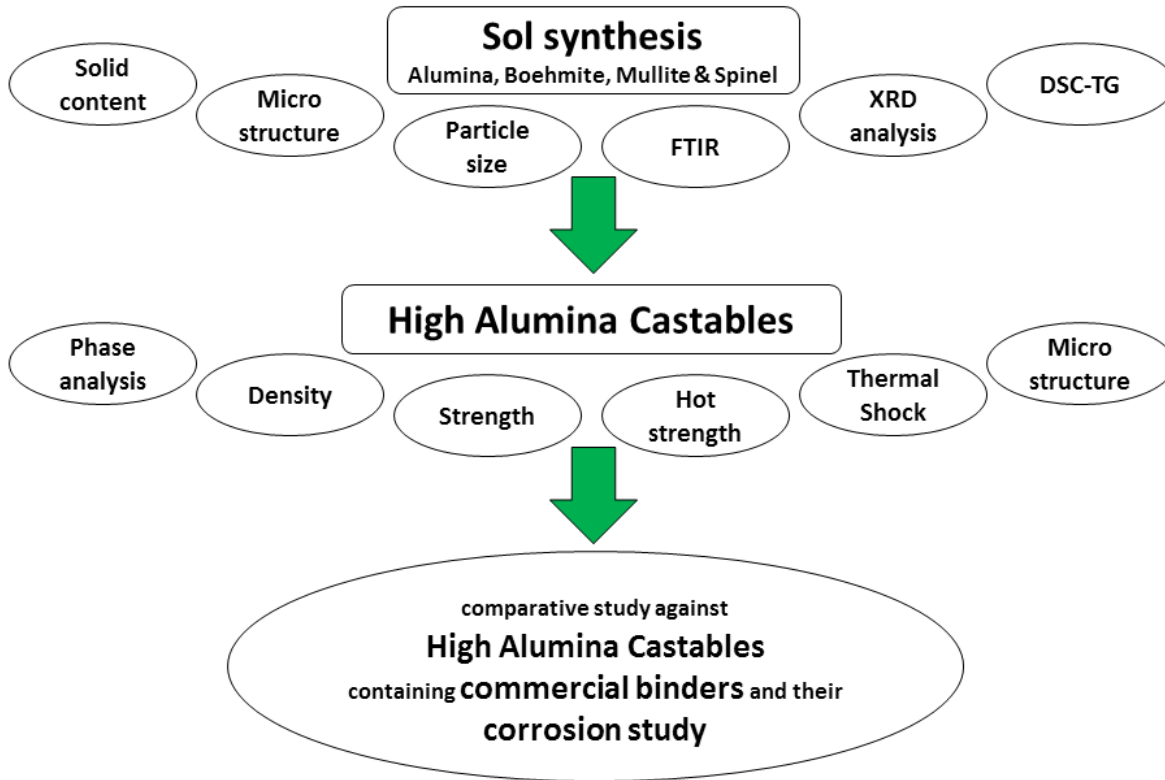 Sol synthesis
Alumina, Boehmite, Mullite & Spinel
Solid
content
Micro
structure
Particle
size
FTIR
XRD
analysis
DSC-TG
High Alumina Castables
Phase
analysis
Density
Strength
Hot
strength
Thermal
Shock
Micro
structure
comparative study against
High Alumina Castables
containing commercial binders and their
corrosion study